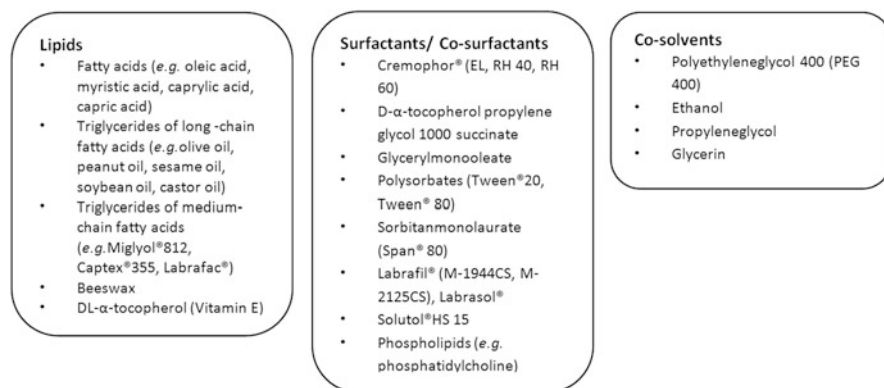 Lipids
• Fatty acids (e.g. oleic acid,
myristic acid, caprylic acid,
capric acid)
• Triglycerides of long -chain
fatty acids (e.g.olive oil,
peanut oil, sesame oil,
soybean oil, castor oil)
• Triglycerides of medium-
chain fatty acids
(e.g.Miglyol®812,
Captex®355, Labrafac®)
• Beeswax
• DL-α-tocopherol (Vitamin E)
Surfactants/ Co-surfactants
• Cremophor® (EL, RH 40, RH
60)
• D-α-tocopherol propylene
glycol 1000 succinate
• Glycerylmonooleate
• Polysorbates (Tween®20,
Tween® 80)
• Sorbitanmonolaurate
(Span® 80)
• Labrafil® (M-1944CS, M-
2125CS), Labrasol®
• Solutol®HS 15
• Phospholipids (e.g.
phosphatidylcholine)
Co-solvents
• Polyethyleneglycol 400 (PEG
400)
• Ethanol
• Propyleneglycol
• Glycerin